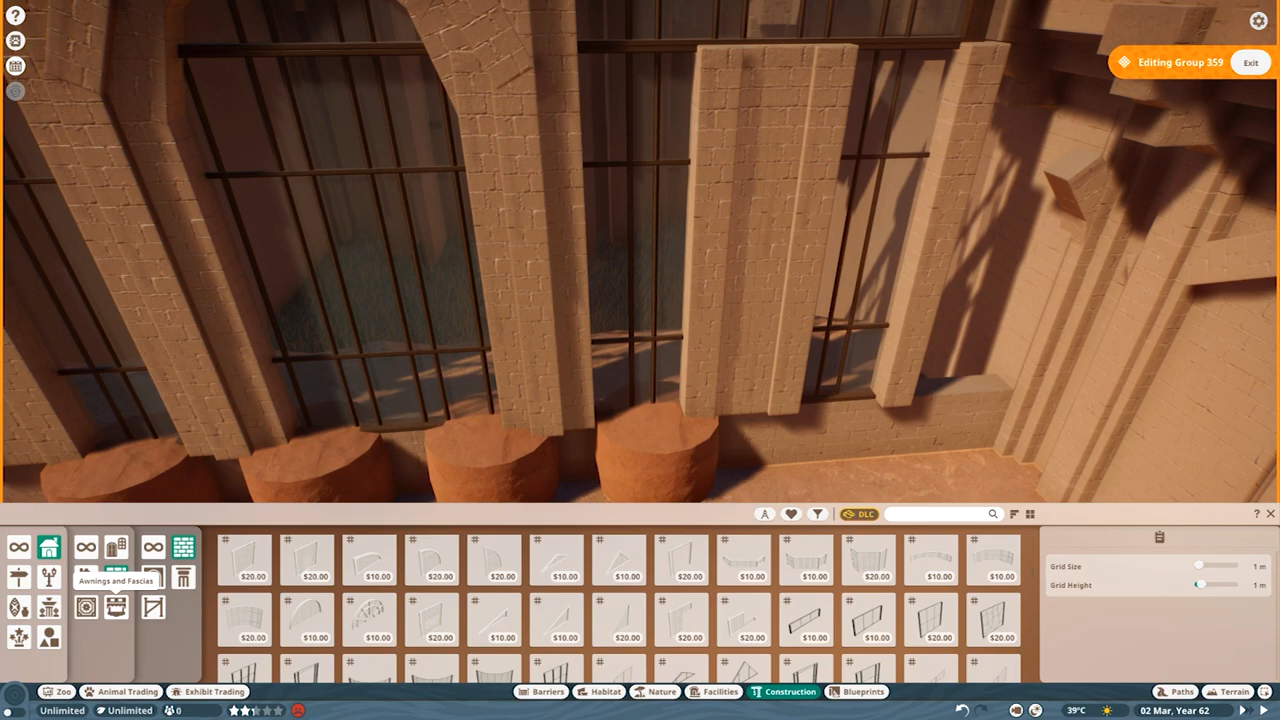 ?
Editing Group 359
Exit
DLC
? ×
Awnings and Fascias
# $20.00 # $20.00 # $10.00 # $20.00 # $20.00 # $10.00 # $10.00 # $20.00 # $10.00 # $10.00 # $20.00 # $10.00 # $10.00
# $20.00 # $10.00 # $10.00 # $20.00 # $10.00 # $10.00 # $20.00 # $20.00 # $20.00 # $10.00 # $10.00 # $20.00 # $20.00
# # # # # # # # # # # # #
Grid Size 1 m
Grid Height 1 m
Zoo Animal Trading Exhibit Trading Barriers Habitat Nature Facilities Construction Blueprints Paths Terrain
Unlimited Unlimited 0 39°C 02 Mar, Year 62